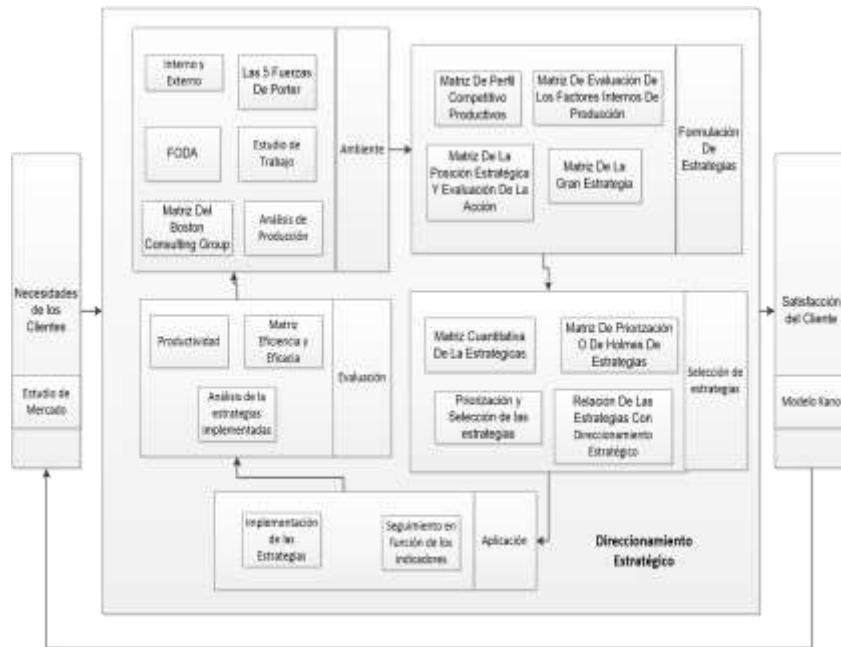 Necesidades
de los
Clientes
Estudio de
Mercado
Interno y
Externo
Las 5 Fuerzas
De Porter
FODA
Estudio de
Trabajo
Matriz Del
Boston
Consulting Group
Análisis de
Producción
Ambiente
Matriz De Perfil
Competitivo
Productivos
Matriz De Evaluación De
Los Factores Internos De
Producción
Matriz De La
Posición Estratégica
Y Evaluación De La
Acción
Matriz De La
Gran Estrategia
Formulación
De
Estrategias
Matriz Cuantitativa
De La Estratégicas
Matriz De Priorización
O De Holmes De
Estrategias
Priorización y
Selección de las
estrategias
Relación De Las
Estrategias Con
Direccionamiento
Estratégico
Selección de
estrategias
Productividad
Matriz
Eficiencia y
Eficacia
Análisis de la
estrategias
implementadas
Evaluación
Implementación
de las
Estrategias
Seguimiento en
función de los
indicadores
Aplicación
Direccionamiento
Estratégico
Satisfacción
del Cliente
Modelo Kano